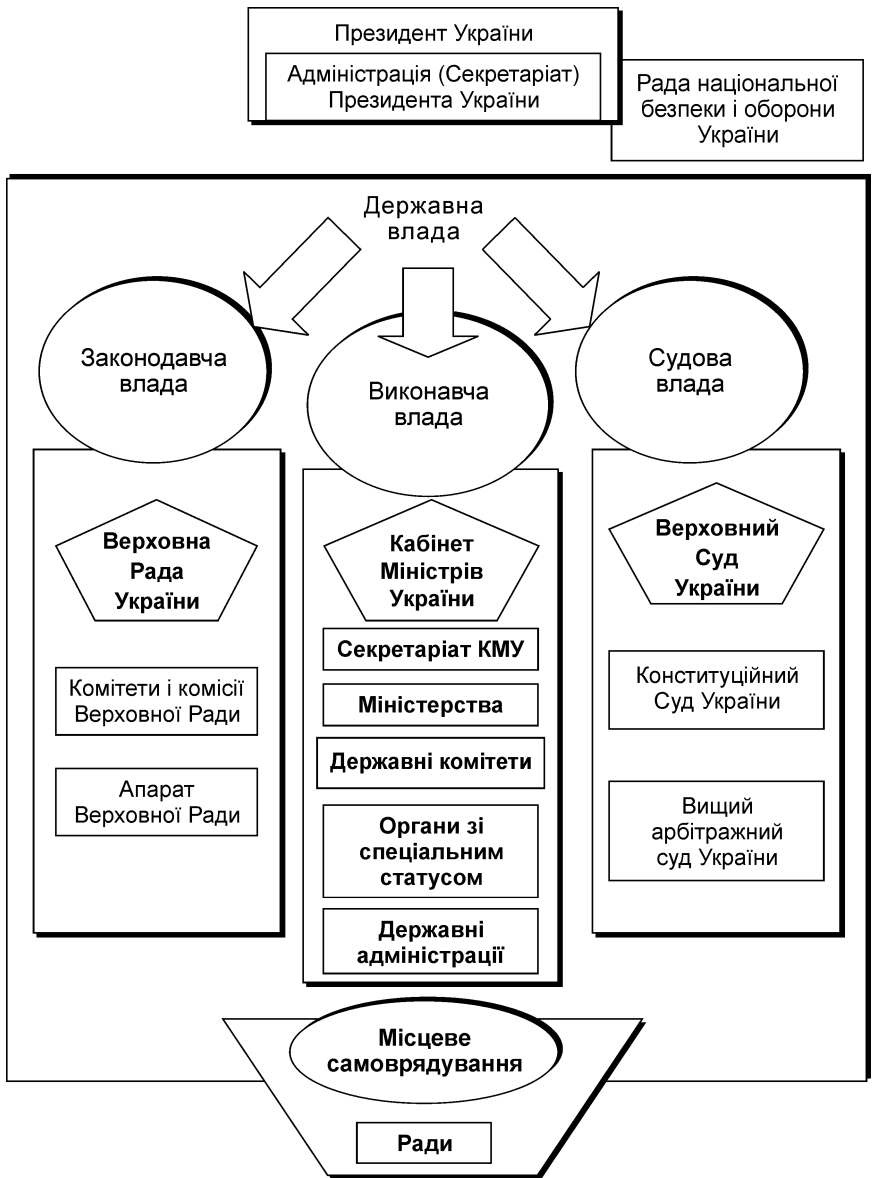 Президент України
Адміністрація (Секретаріат)
Президента України
Рада національної
безпеки і оборони
України
Державна
влада
Законодавча
влада
Виконавча
влада
Судова
влада
Верховна
Рада
України
Комітети і комісії
Верховної Ради
Апарат
Верховної Ради
Кабінет
Міністрів
України
Секретаріат КМУ
Міністерства
Державні комітети
Органи зі
спеціальним
статусом
Державні
адміністрації
Верховний
Суд
України
Конституційний
Суд України
Вищий
арбітражний
суд України
Місцеве
самоврядування
Ради